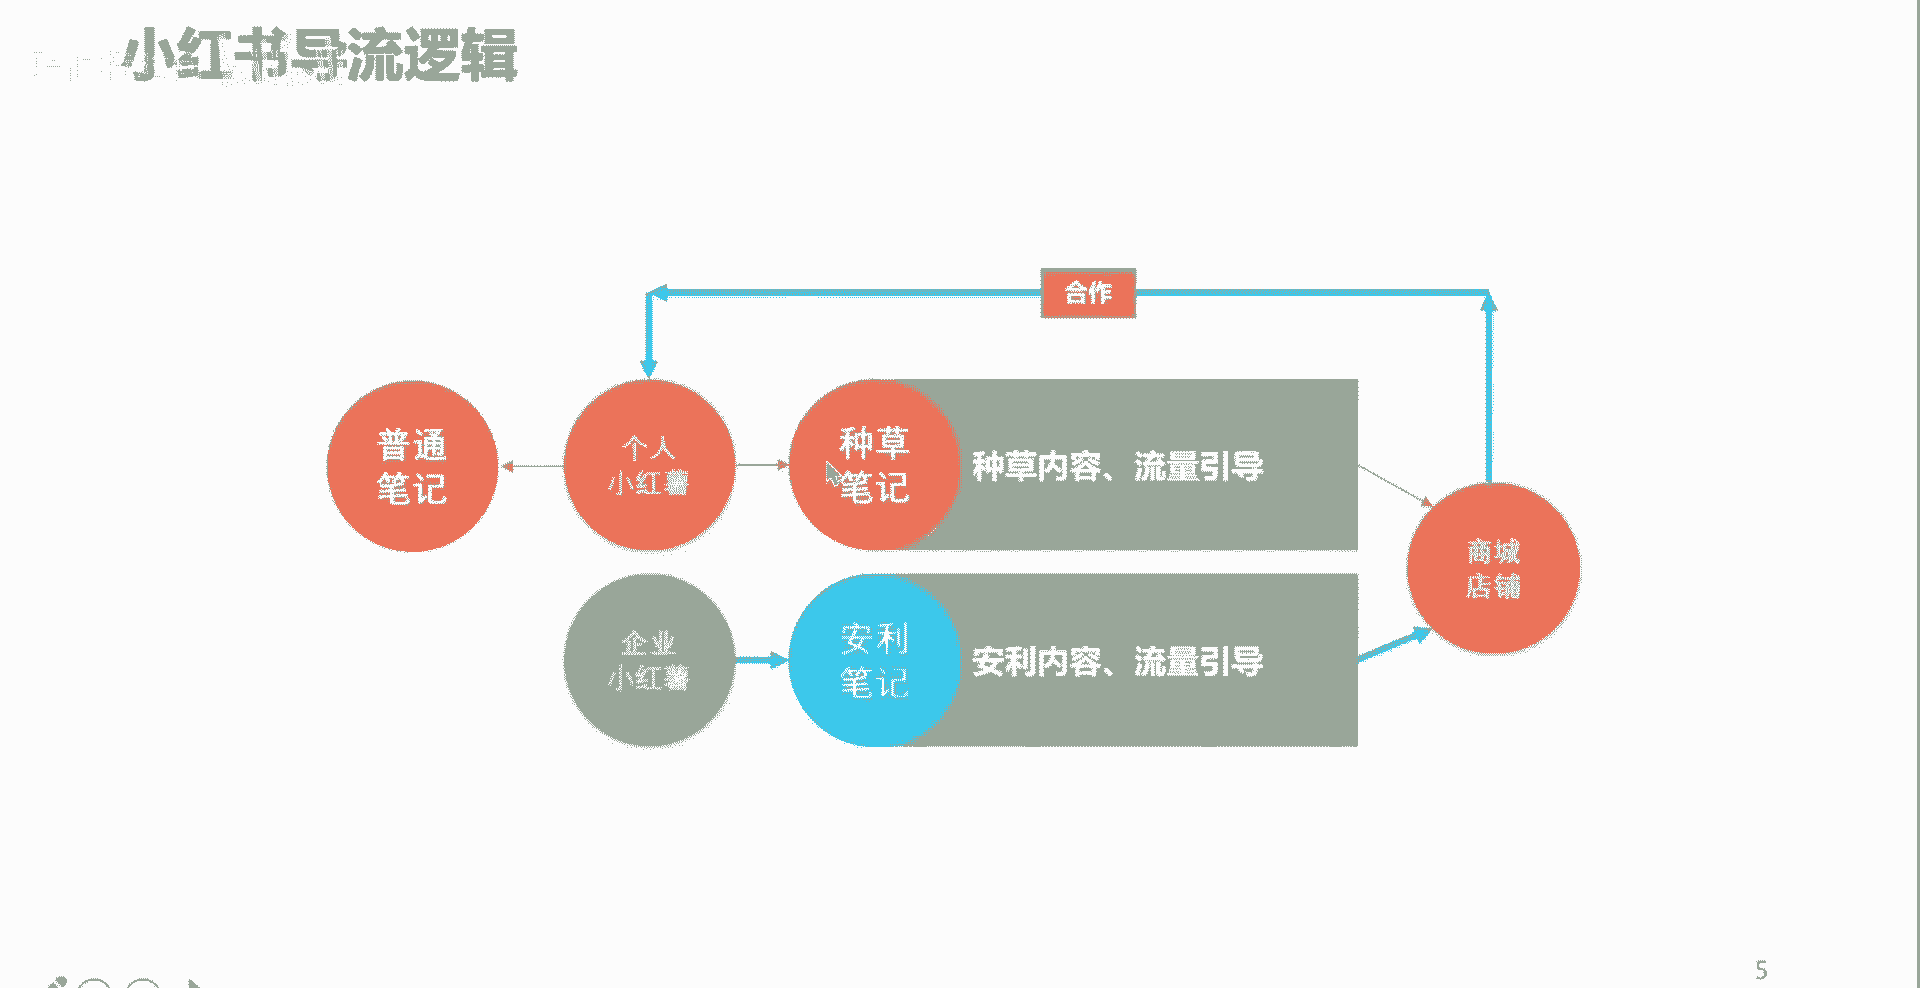 小红书导流逻辑
合作
普通
笔记
个人
小红薯
种草
笔记
种草内容、流量引导
商城
店铺
企业
小红薯
安利
笔记
安利内容、流量引导
5